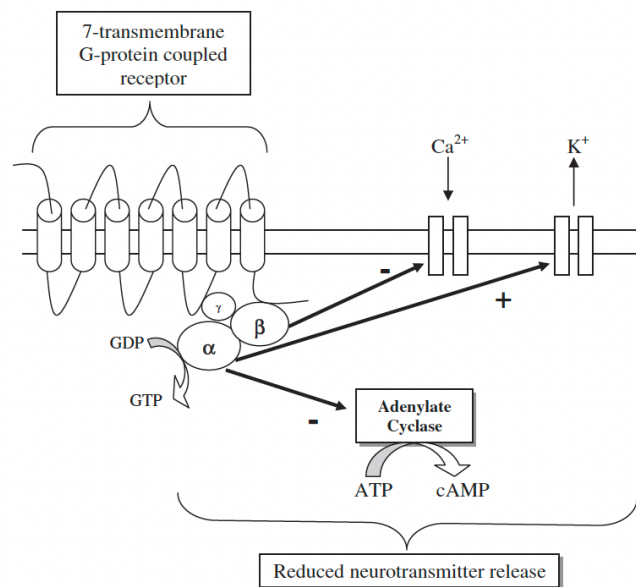 7-transmembrane
G-protein coupled
receptor
Ca²⁺
K⁺
-
+
γ
β
α
GDP
GTP
-
Adenylate
Cyclase
ATP
cAMP
Reduced neurotransmitter release